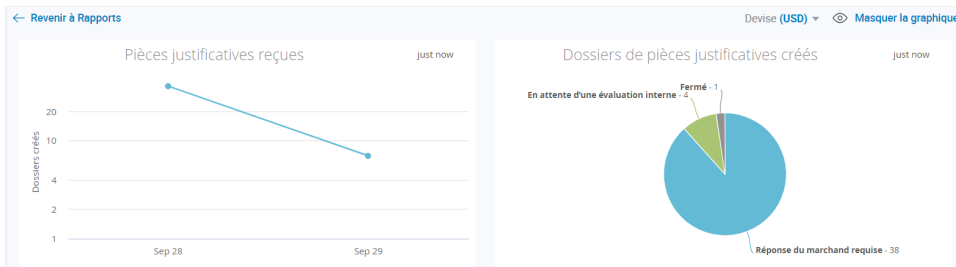 ← Revenir à Rapports
Devise (USD)
Masquer la graphique
Pièces justificatives reçues
just now
Dossiers créés
20
10
4
2
1
Sep 28
Sep 29
Dossiers de pièces justificatives créés
just now
Fermé - 1
En attente d'une évaluation interne - 4
Réponse du marchand requise - 38